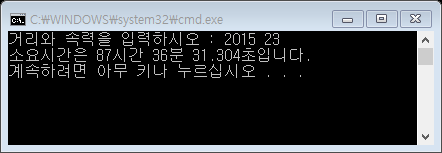 C:₩WINDOWS₩system32₩cmd.exe
거리와 속력을 입력하시오 : 2015 23
소요시간은 87시간 36분 31.304초입니다.
계속하려면 아무 키나 누르십시오 . . .